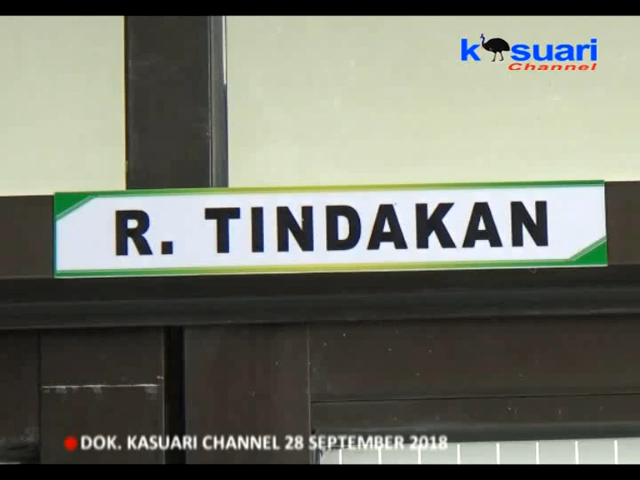 kasuari
Channel
R. TINDAKAN
DOK. KASUARI CHANNEL 28 SEPTEMBER 2018